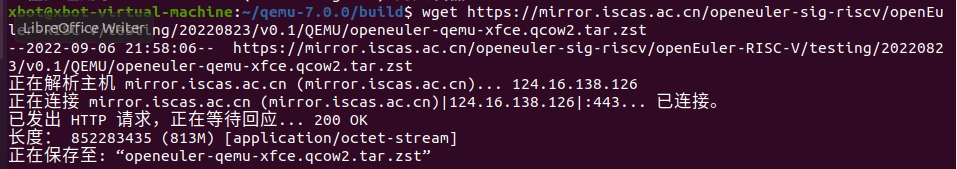 xbot@xbot-virtual-machine:~/qemu-7.0.0/build$ wget https://mirror.iscas.ac.cn/openeuler-sig-riscv/openEu
ler-RISC-V/testing/20220823/v0.1/QEMU/openeuler-qemu-xfce.qcow2.tar.zst
LibreOffice Writer
--2022-09-06 21:58:06--  https://mirror.iscas.ac.cn/openeuler-sig-riscv/openEuler-RISC-V/testing/2022082
3/v0.1/QEMU/openeuler-qemu-xfce.qcow2.tar.zst
正在解析主机 mirror.iscas.ac.cn (mirror.iscas.ac.cn)... 124.16.138.126
正在连接 mirror.iscas.ac.cn (mirror.iscas.ac.cn)|124.16.138.126|:443... 已连接。
已发出 HTTP 请求，正在等待回应... 200 OK
长度： 852283435 (813M) [application/octet-stream]
正在保存至: “openeuler-qemu-xfce.qcow2.tar.zst”